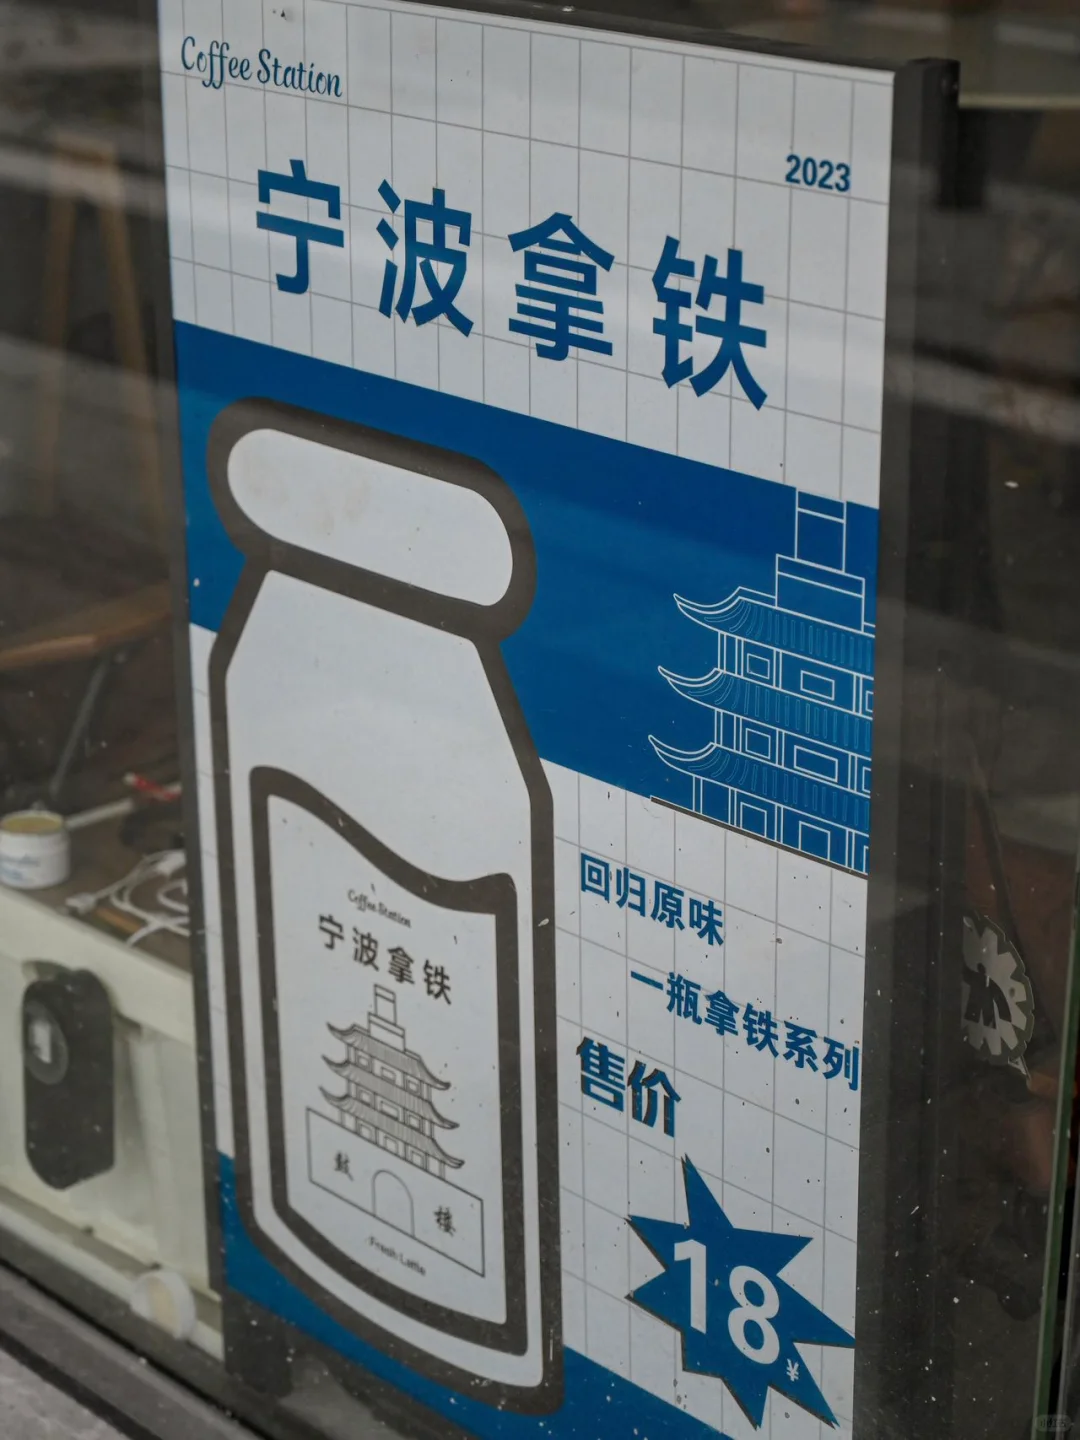 Coffee Station
2023
宁波拿铁
回归原味
一瓶拿铁系列
售价
18¥
Coffee Station
宁波拿铁
鼓楼
Fresh Latte